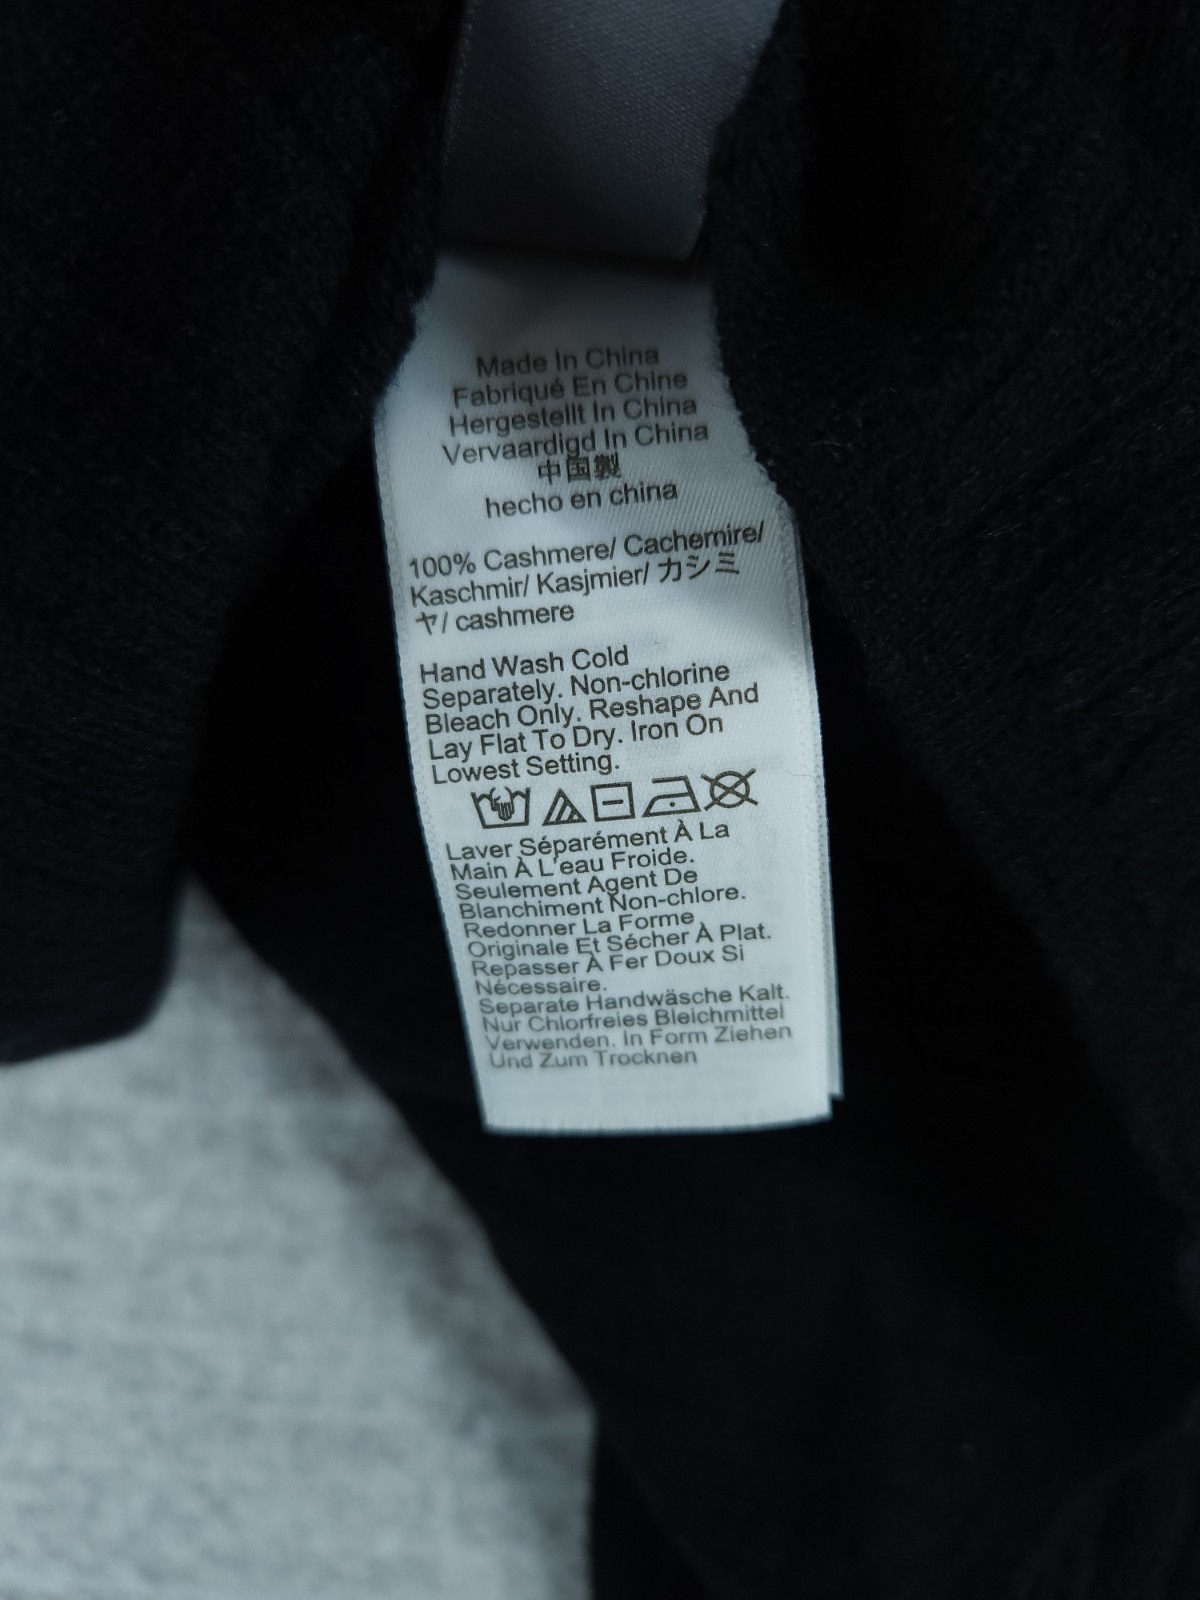 Made In China
Fabriqué En Chine
Hergestellt In China
Vervaardigd In China
中国製
hecho en china
100% Cashmere/ Cachemire/
Kaschmir/ Kasjmier/ カシミ
ヤ/ cashmere
Hand Wash Cold
Separately. Non-chlorine
Bleach Only. Reshape And
Lay Flat To Dry. Iron On
Lowest Setting.
Laver Séparément À La
Main À L'eau Froide.
Seulement Agent De
Blanchiment Non-chlore.
Redonner La Forme
Originale Et Sécher À Plat.
Repasser À Fer Doux Si
Nécessaire.
Separate Handwäsche Kalt.
Nur Chlorfreies Bleichmittel
Verwenden. In Form Ziehen
Und Zum Trocknen